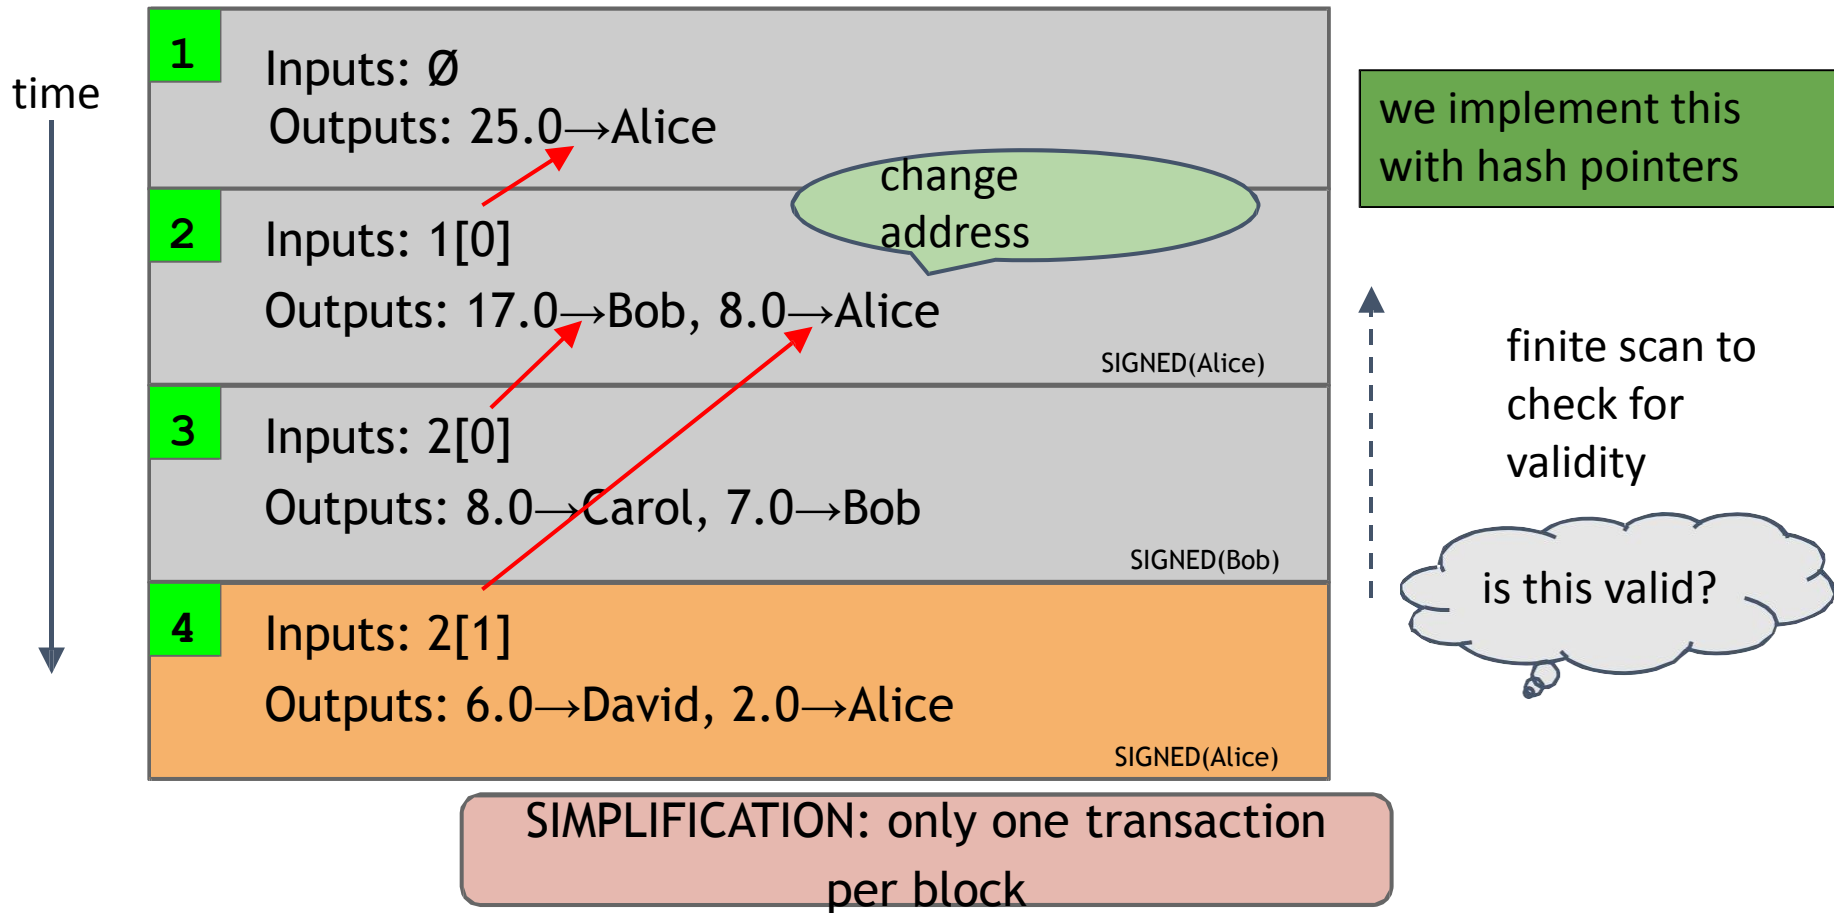 time
1
Inputs: Ø
Outputs: 25.0→Alice
2
Inputs: 1[0]
Outputs: 17.0→Bob, 8.0→Alice
SIGNED(Alice)
change
address
3
Inputs: 2[0]
Outputs: 8.0→Carol, 7.0→Bob
SIGNED(Bob)
4
Inputs: 2[1]
Outputs: 6.0→David, 2.0→Alice
SIGNED(Alice)
we implement this
with hash pointers
finite scan to
check for
validity
is this valid?
SIMPLIFICATION: only one transaction
per block